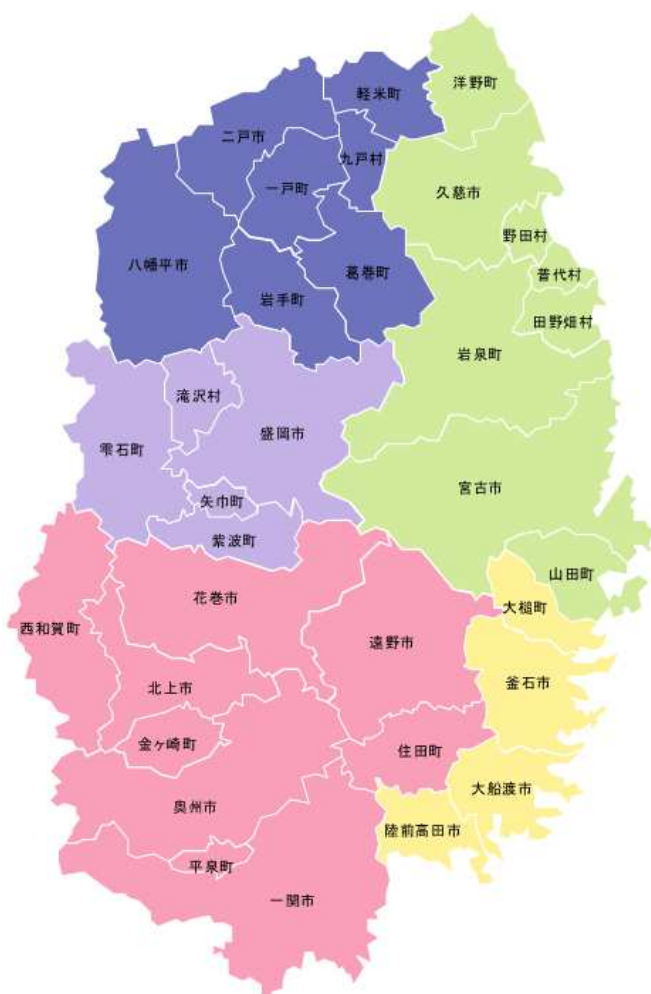 洋野町
軽米町
二戸市
九戸村
一戸町
久慈市
野田村
八幡平市
葛巻町
普代村
岩手町
田野畑村
岩泉町
滝沢村
盛岡市
雫石町
宮古市
矢巾町
紫波町
山田町
花巻市
大槌町
西和賀町
遠野市
釜石市
北上市
金ヶ崎町
住田町
大船渡市
奥州市
陸前高田市
平泉町
一関市